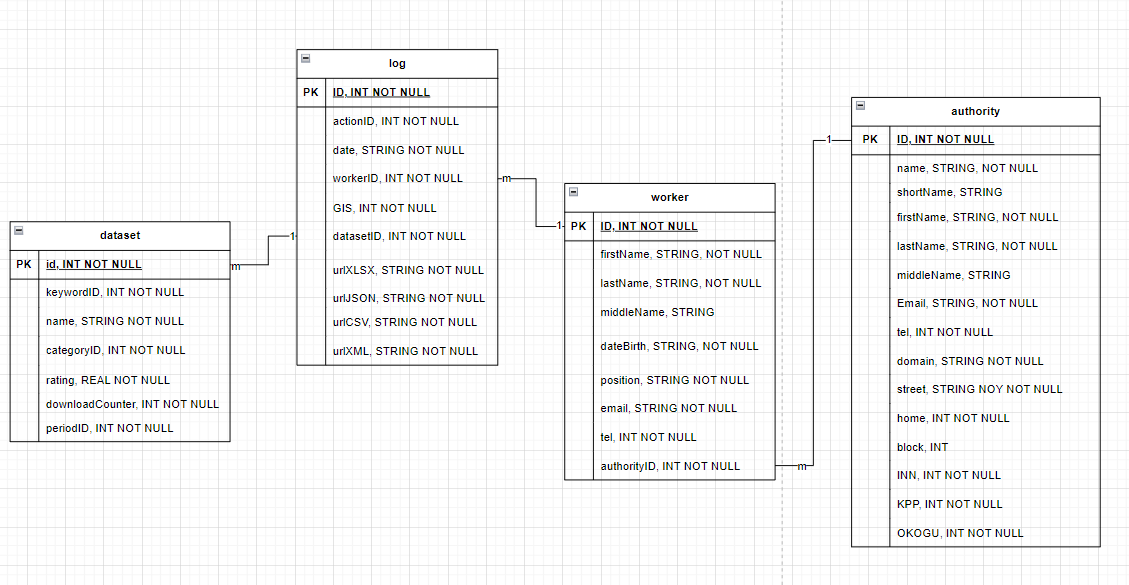 log
PK ID, INT NOT NULL
actionID, INT NOT NULL
date, STRING NOT NULL
workerID, INT NOT NULL
GIS, INT NOT NULL
datasetID, INT NOT NULL
urlXLSX, STRING NOT NULL
urlJSON, STRING NOT NULL
urlCSV, STRING NOT NULL
urlXML, STRING NOT NULL
dataset
PK id, INT NOT NULL
keywordID, INT NOT NULL
name, STRING NOT NULL
categoryID, INT NOT NULL
rating, REAL NOT NULL
downloadCounter, INT NOT NULL
periodID, INT NOT NULL
m
1
m
1
worker
PK ID, INT NOT NULL
firstName, STRING, NOT NULL
lastName, STRING, NOT NULL
middleName, STRING
dateBirth, STRING, NOT NULL
position, STRING NOT NULL
email, STRING NOT NULL
tel, INT NOT NULL
authorityID, INT NOT NULL
m
1
authority
PK ID, INT NOT NULL
name, STRING, NOT NULL
shortName, STRING
firstName, STRING, NOT NULL
lastName, STRING, NOT NULL
middleName, STRING
Email, STRING, NOT NULL
tel, INT NOT NULL
domain, STRING NOT NULL
street, STRING NOY NOT NULL
home, INT NOT NULL
block, INT
INN, INT NOT NULL
KPP, INT NOT NULL
OKOGU, INT NOT NULL